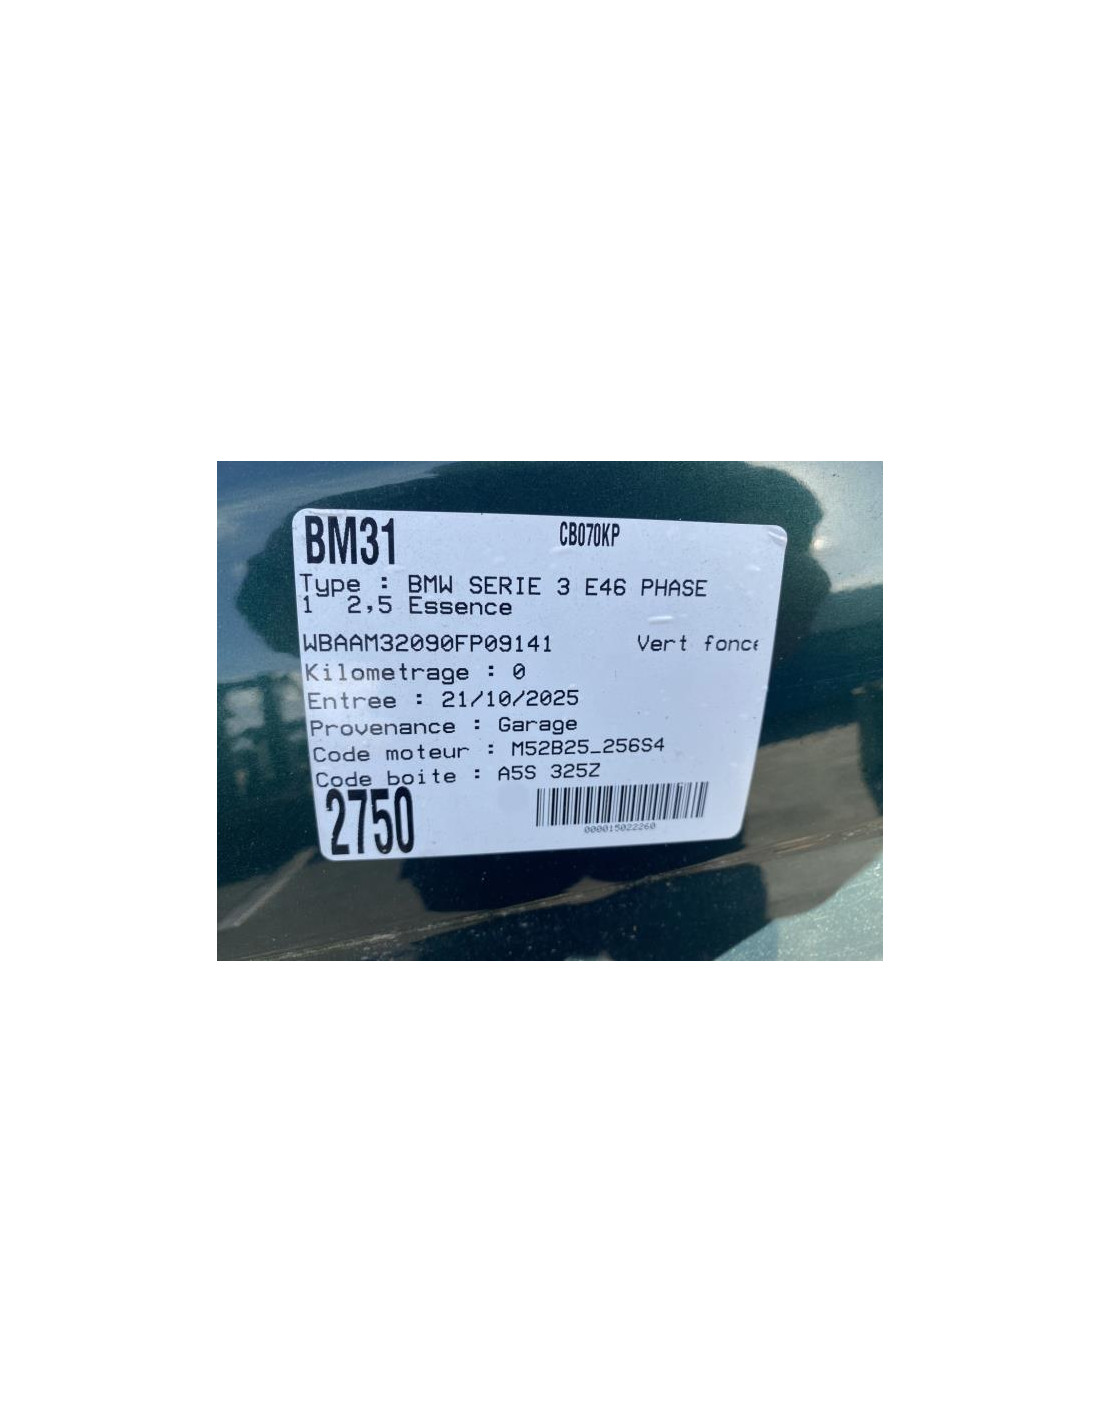 BM31 CB070KP
Type : BMW SERIE 3 E46 PHASE
1 2,5 Essence
WBAAM32090FP09141 Vert fonce
Kilometrage : 0
Entree : 21/10/2025
Provenance : Garage
Code moteur : M52B25_256S4
Code boite : A5S 325Z
2750
000015022260